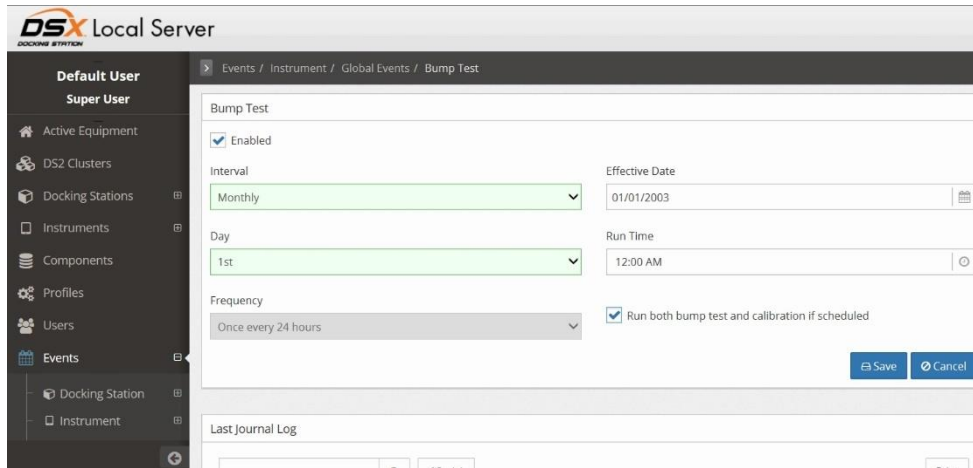 DSX Local Server
DOCKING STATION
Default User
Super User
Active Equipment
DS2 Clusters
Docking Stations
Instruments
Components
Profiles
Users
Events
Docking Station
Instrument
Events / Instrument / Global Events / Bump Test
Bump Test
Enabled
Interval
Effective Date
Monthly
01/01/2003
Day
Run Time
1st
12:00 AM
Frequency
Once every 24 hours
Run both bump test and calibration if scheduled
Save
Cancel
Last Journal Log